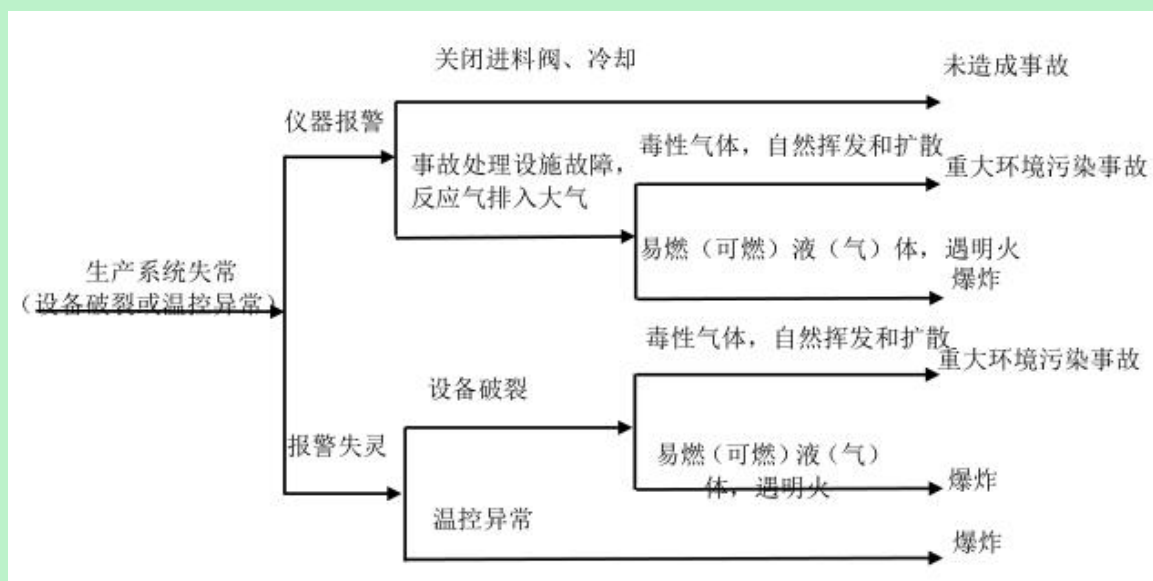 关闭进料阀、冷却
未造成事故
仪器报警
事故处理设施故障，
反应气排入大气
毒性气体，自然挥发和扩散
重大环境污染事故
易燃（可燃）液（气）体，遇明火
爆炸
生产系统失常
（设备破裂或温控异常）
毒性气体，自然挥发和扩散
重大环境污染事故
设备破裂
报警失灵
易燃（可燃）液（气）
体，遇明火
爆炸
温控异常
爆炸